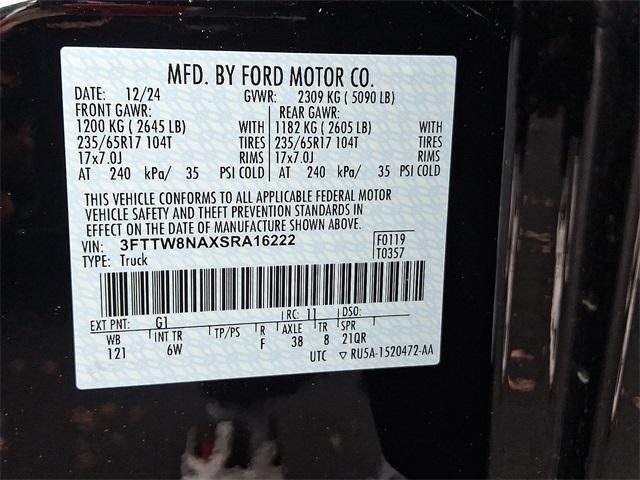 MFD. BY FORD MOTOR CO.
DATE: 12/24 GVWR: 2309 KG ( 5090 LB)
FRONT GAWR: REAR GAWR:
1200 KG ( 2645 LB) WITH 1182 KG ( 2605 LB) WITH
235/65R17 104T TIRES 235/65R17 104T TIRES
17x7.0J RIMS 17x7.0J RIMS
AT 240 kPa/ 35 PSI COLD AT 240 kPa/ 35 PSI COLD
THIS VEHICLE CONFORMS TO ALL APPLICABLE FEDERAL MOTOR
VEHICLE SAFETY AND THEFT PREVENTION STANDARDS IN
EFFECT ON THE DATE OF MANUFACTURE SHOWN ABOVE.
VIN: 3FTTW8NAXSRA16222 F0119
TYPE: Truck T0357
EXT PNT: G1 RC: 11 DSO:
WB INT TR TP/PS R AXLE TR SPR
121 6W F 38 8 21QR
UTC ▽ RU5A-1520472-AA